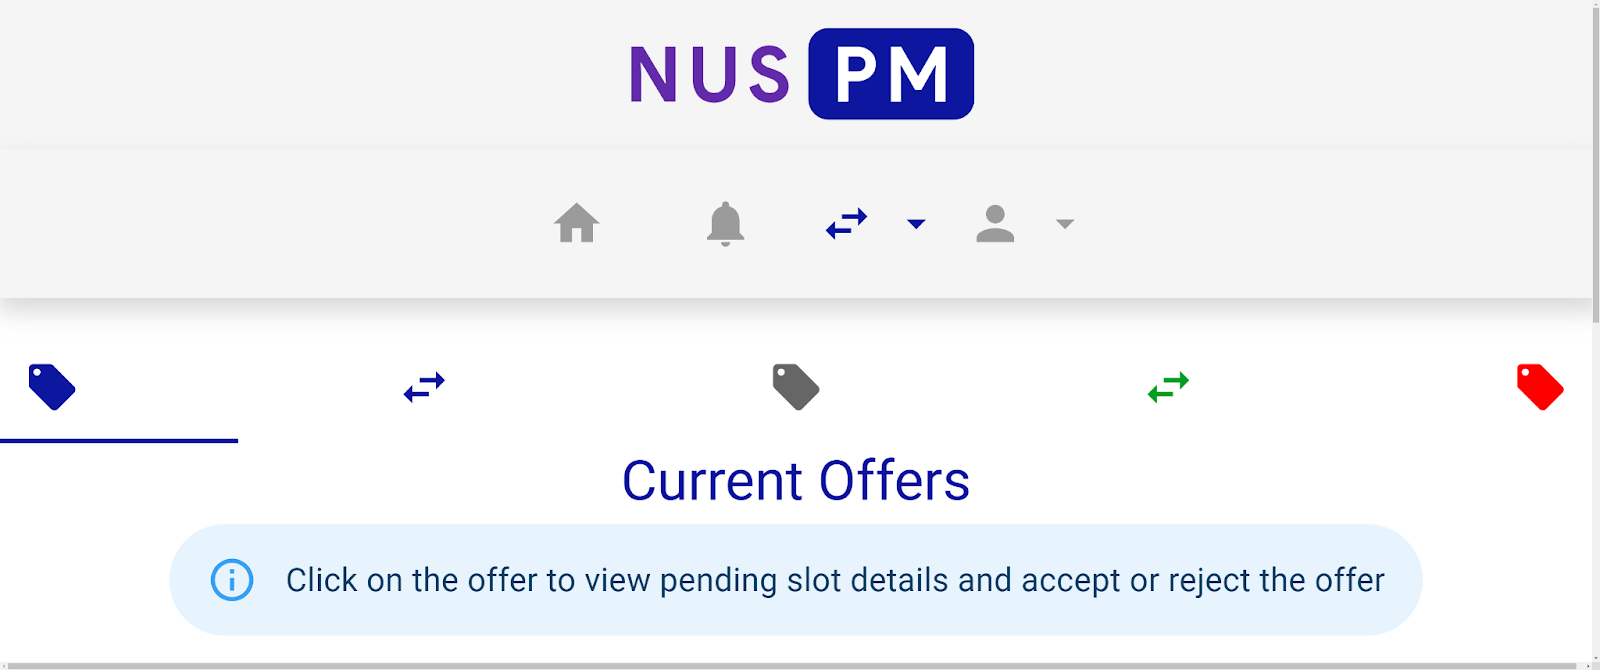 NUS PM
Current Offers
Click on the offer to view pending slot details and accept or reject the offer